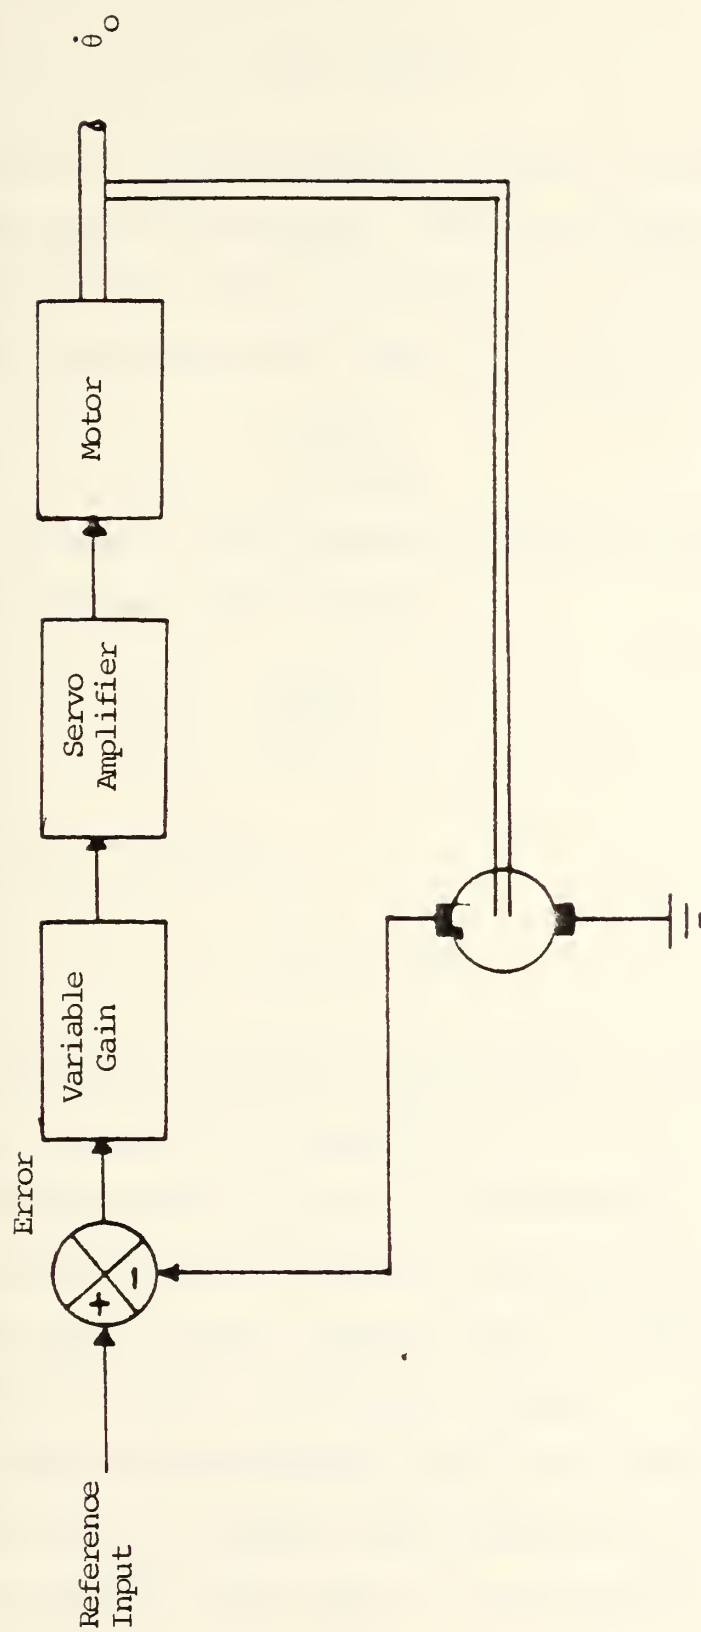 Reference
Input
+
−
Error
Variable
Gain
Servo
Amplifier
Motor
θ̇o